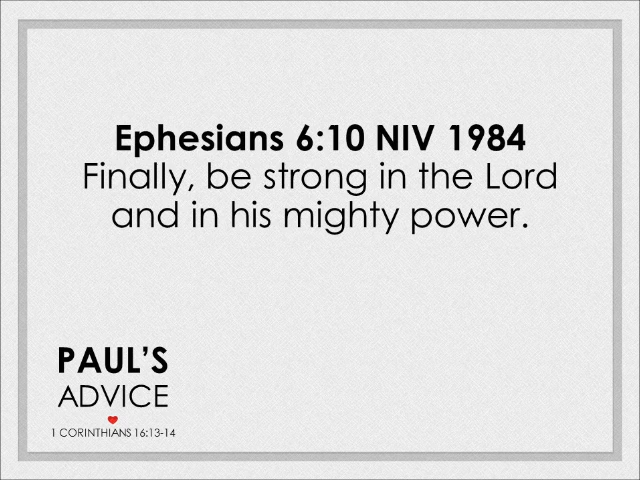 Ephesians 6:10 NIV 1984
Finally, be strong in the Lord
and in his mighty power.
PAUL’S
ADVICE
1 CORINTHIANS 16:13-14